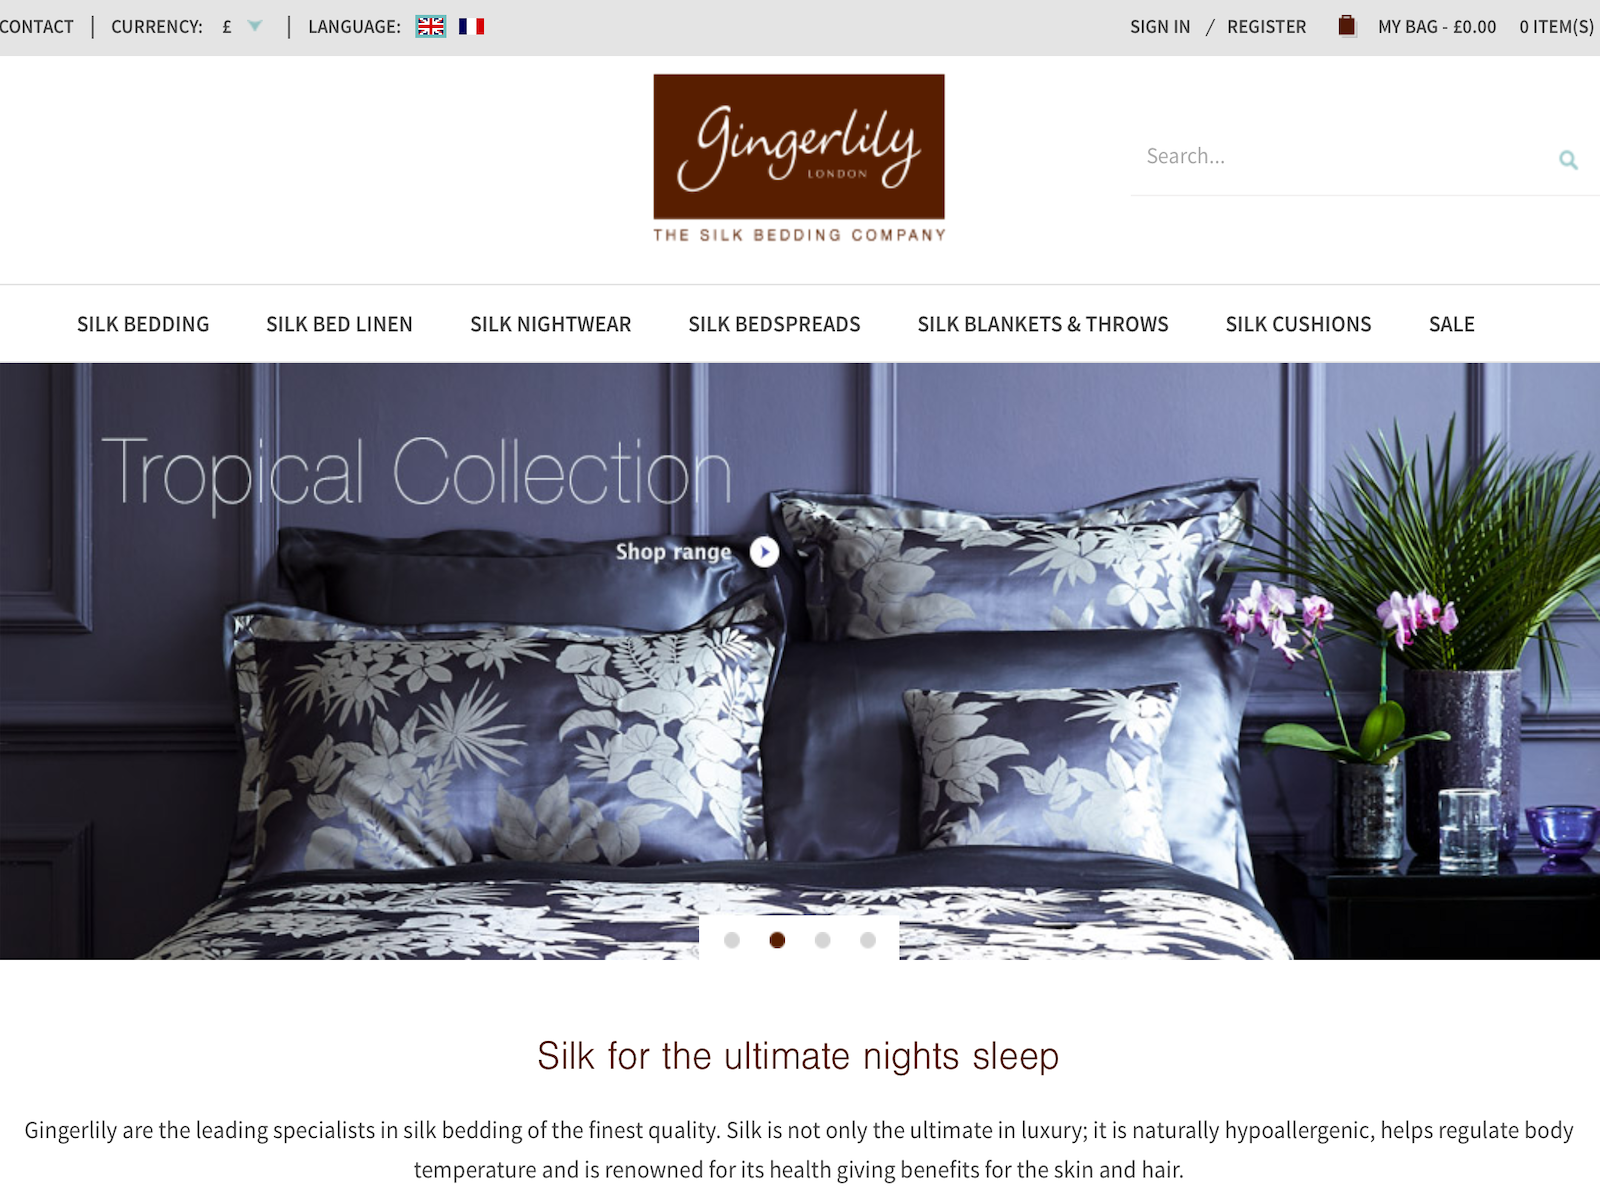 CONTACT | CURRENCY: £ | LANGUAGE:
SIGN IN / REGISTER MY BAG - £0.00 0 ITEM(S)
gingerlily
LONDON
THE SILK BEDDING COMPANY
Search...
SILK BEDDING SILK BED LINEN SILK NIGHTWEAR SILK BEDSPREADS SILK BLANKETS & THROWS SILK CUSHIONS SALE
Tropical Collection
Shop range
Silk for the ultimate nights sleep
Gingerlily are the leading specialists in silk bedding of the finest quality. Silk is not only the ultimate in luxury; it is naturally hypoallergenic, helps regulate body
temperature and is renowned for its health giving benefits for the skin and hair.